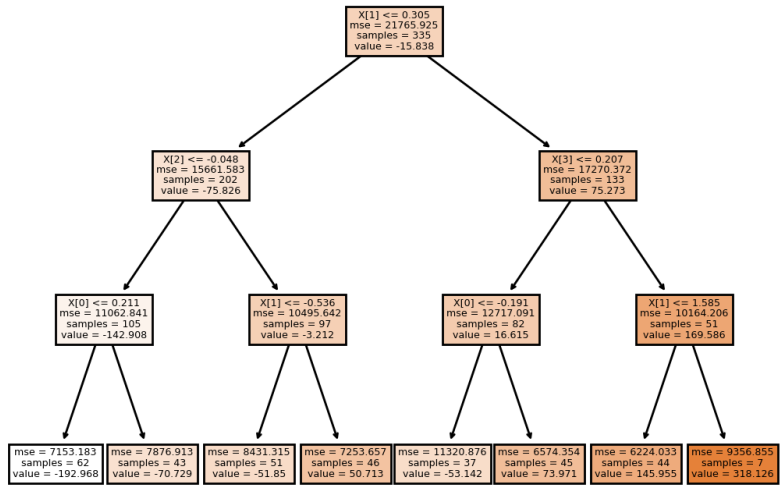 X[1] <= 0.305
mse = 21765.925
samples = 335
value = -15.838
X[2] <= -0.048
mse = 15661.583
samples = 202
value = -75.826
X[3] <= 0.207
mse = 17270.372
samples = 133
value = 75.273
X[0] <= 0.211
mse = 11062.841
samples = 105
value = -142.908
X[1] <= -0.536
mse = 10495.642
samples = 97
value = -3.212
X[0] <= -0.191
mse = 12717.091
samples = 82
value = 16.615
X[1] <= 1.585
mse = 10164.206
samples = 51
value = 169.586
mse = 7153.183
samples = 62
value = -192.968
mse = 7876.913
samples = 43
value = -70.729
mse = 8431.315
samples = 51
value = -51.85
mse = 7253.657
samples = 46
value = 50.713
mse = 11320.876
samples = 37
value = -53.142
mse = 6574.354
samples = 45
value = 73.971
mse = 6224.033
samples = 44
value = 145.955
mse = 9356.855
samples = 7
value = 318.126